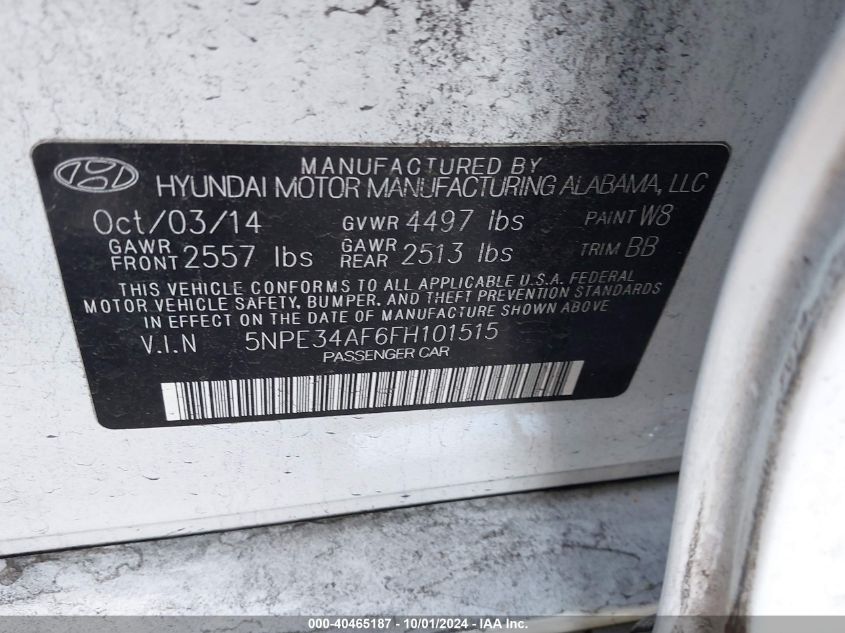 MANUFACTURED BY
HYUNDAI MOTOR MANUFACTURING ALABAMA, LLC
Oct/03/14 GVWR 4497 lbs PAINT W8
GAWR FRONT 2557 lbs GAWR REAR 2513 lbs TRIM BB
THIS VEHICLE CONFORMS TO ALL APPLICABLE U.S.A. FEDERAL
MOTOR VEHICLE SAFETY, BUMPER, AND THEFT PREVENTION STANDARDS
IN EFFECT ON THE DATE OF MANUFACTURE SHOWN ABOVE.
V.I.N 5NPE34AF6FH101515
PASSENGER CAR
000-40465187 - 10/01/2024 - IAA Inc.